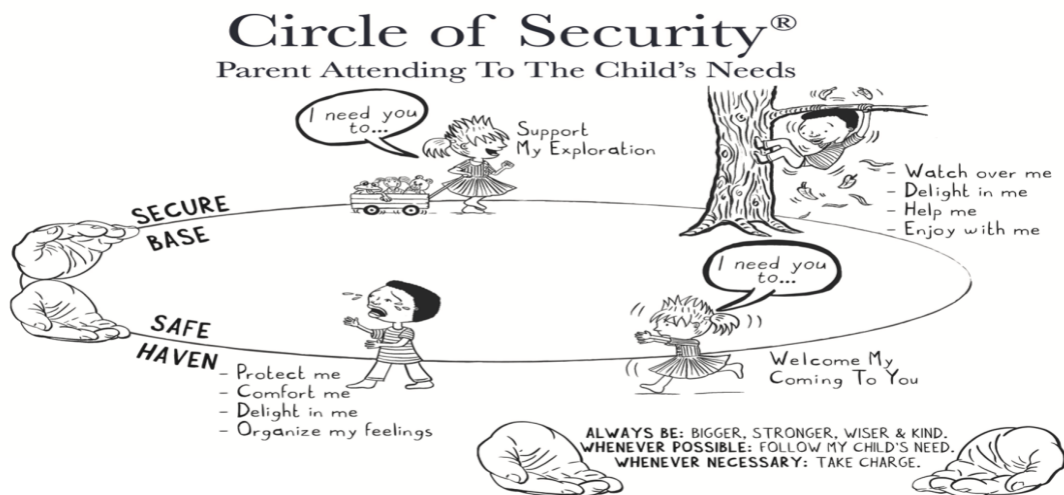 Circle of Security®
Parent Attending To The Child's Needs
I need you
to...
Support
My Exploration
- Watch over me
- Delight in me
- Help me
- Enjoy with me
SECURE
BASE
I need you
to...
SAFE
HAVEN
- Protect me
- Comfort me
- Delight in me
- Organize my feelings
Welcome My
Coming To You
ALWAYS BE: BIGGER, STRONGER, WISER & KIND.
WHENEVER POSSIBLE: FOLLOW MY CHILD'S NEED.
WHENEVER NECESSARY: TAKE CHARGE.